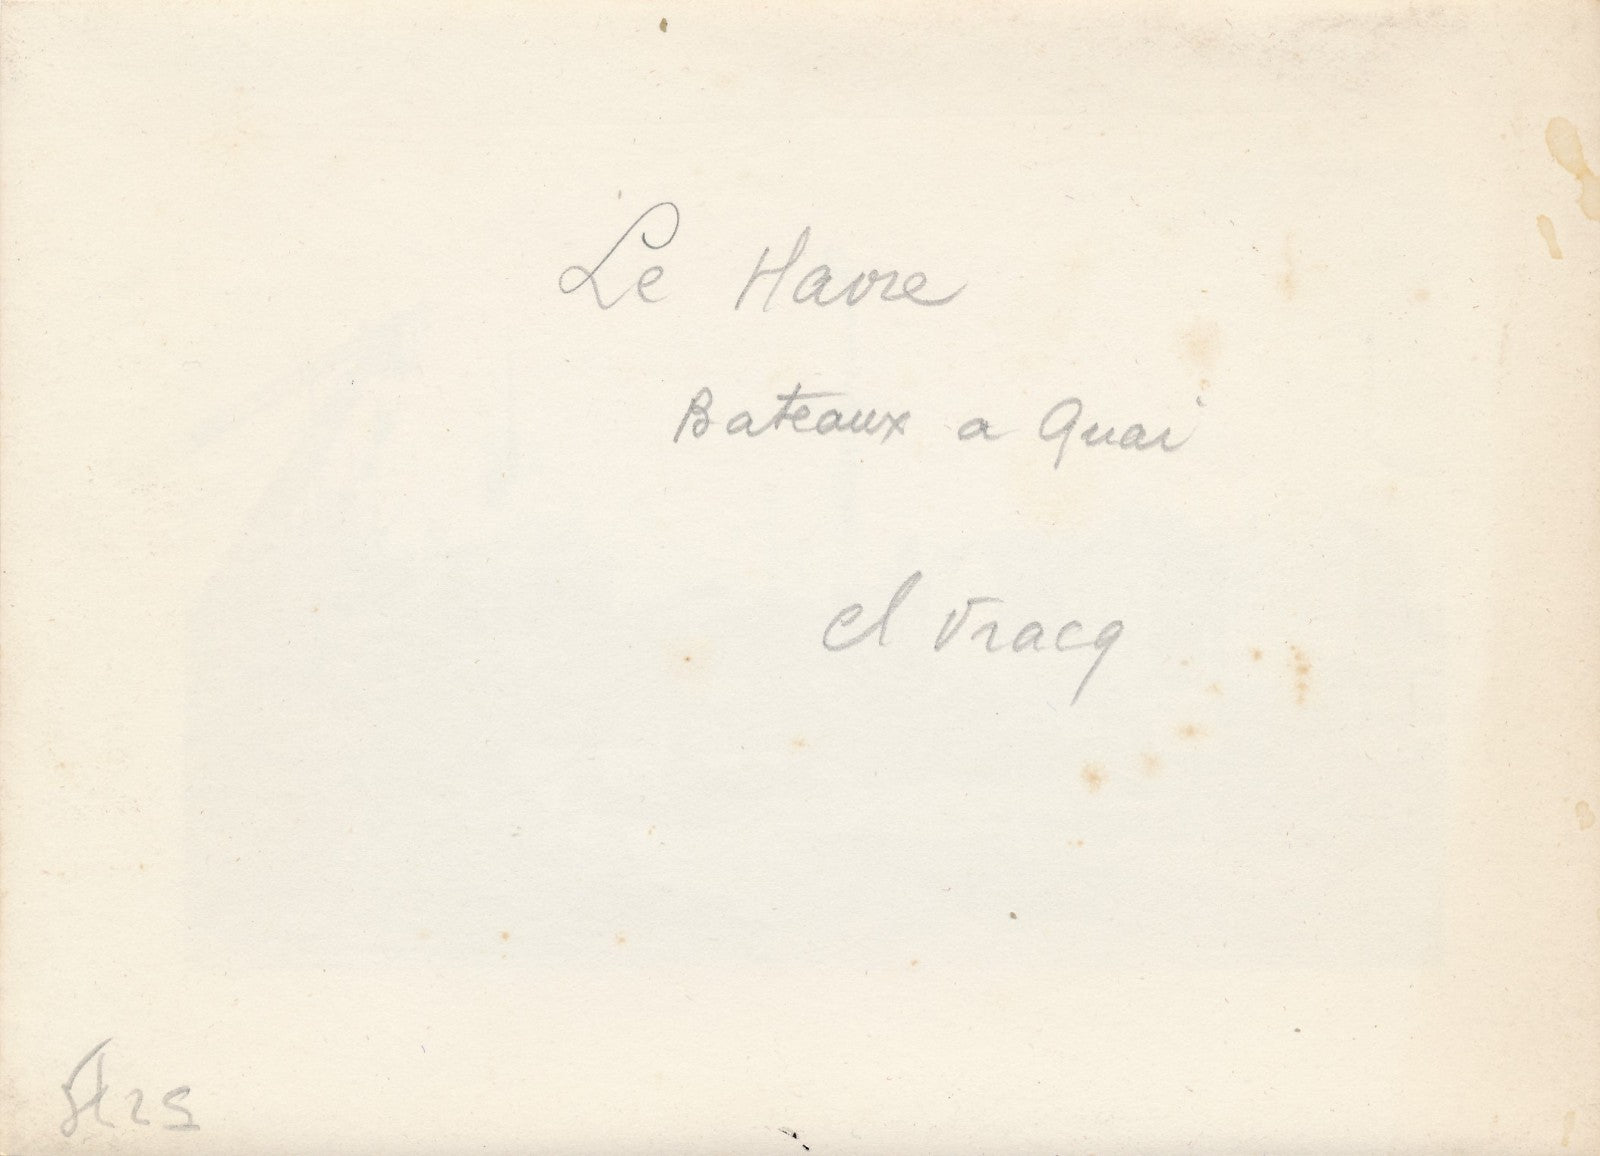 Le Havre
Bateaux a Quai
cl Vracq